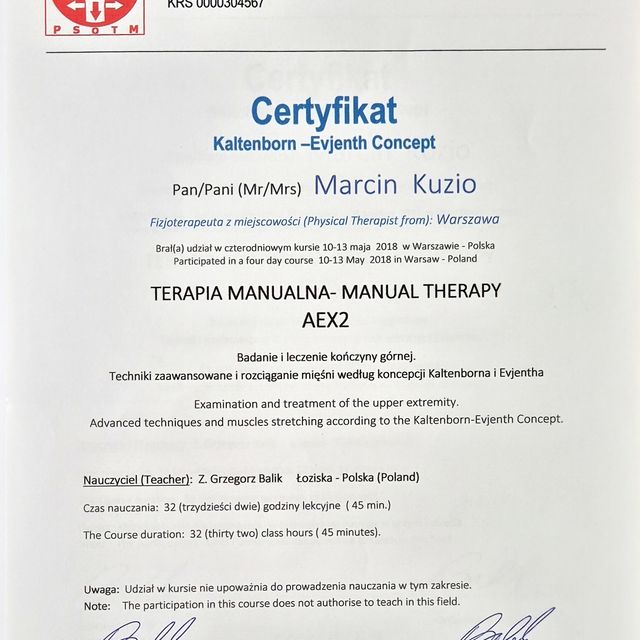 PSOTM
KRS 0000304567
Certyfikat
Kaltenborn –Evjenth Concept
Pan/Pani (Mr/Mrs) Marcin Kuzio
Fizjoterapeuta z miejscowości (Physical Therapist from): Warszawa
Brał(a) udział w czterodniowym kursie 10-13 maja 2018 w Warszawie - Polska
Participated in a four day course 10-13 May 2018 in Warsaw - Poland
TERAPIA MANUALNA- MANUAL THERAPY
AEX2
Badanie i leczenie kończyny górnej.
Techniki zaawansowane i rozciąganie mięśni według koncepcji Kaltenborna i Evjentha
Examination and treatment of the upper extremity.
Advanced techniques and muscles stretching according to the Kaltenborn-Evjenth Concept.
Nauczyciel (Teacher): Z. Grzegorz Balik Łoziska - Polska (Poland)
Czas nauczania: 32 (trzydzieści dwie) godziny lekcyjne ( 45 min.)
The Course duration: 32 (thirty two) class hours ( 45 minutes).
Uwaga: Udział w kursie nie upoważnia do prowadzenia nauczania w tym zakresie.
Note: The participation in this course does not authorise to teach in this field.